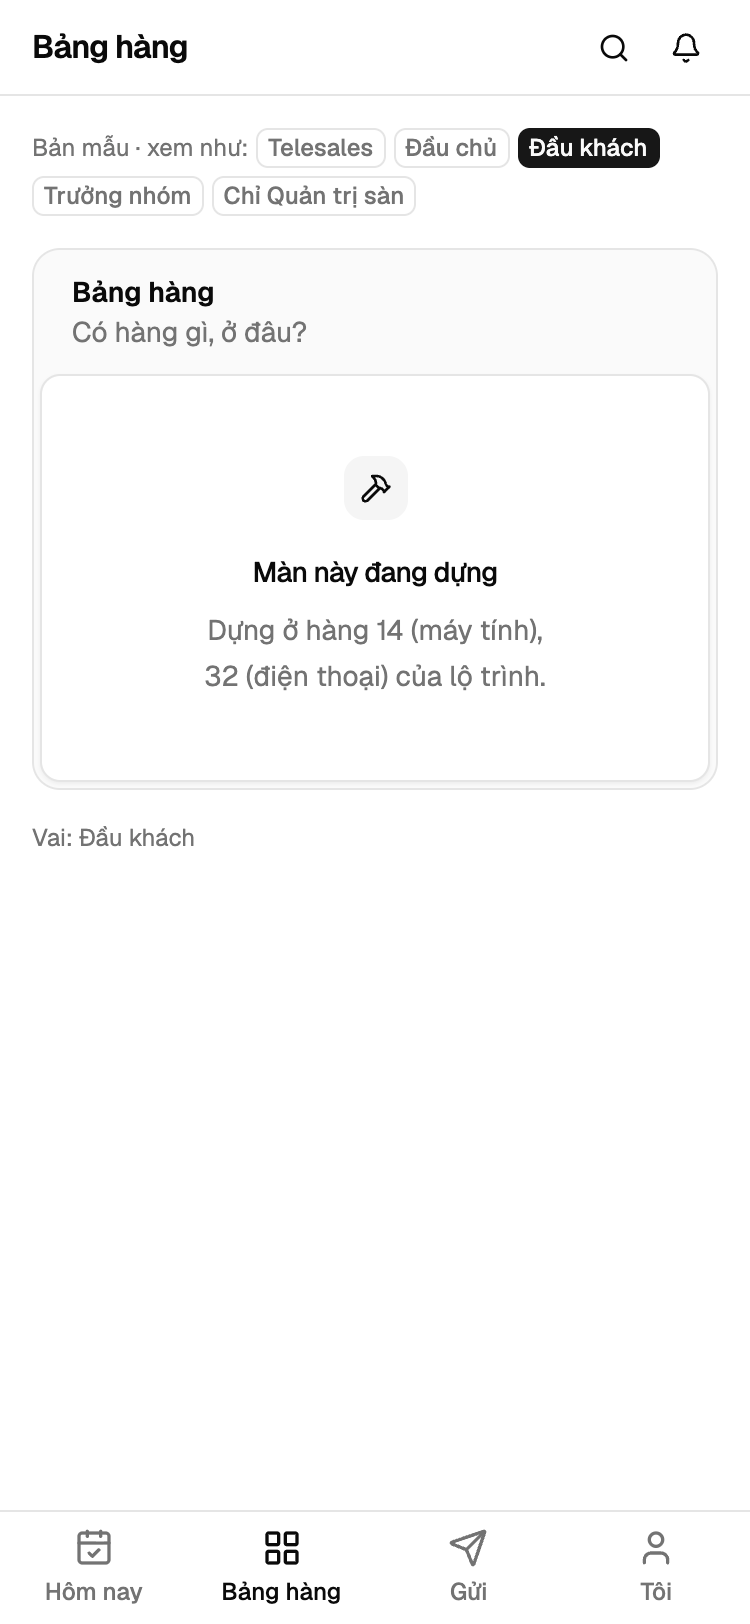 Bảng hàng
Bản mẫu · xem như: Telesales Đầu chủ Đầu khách
Trưởng nhóm Chỉ Quản trị sàn
Bảng hàng
Có hàng gì, ở đâu?
Màn này đang dựng
Dựng ở hàng 14 (máy tính),
32 (điện thoại) của lộ trình.
Vai: Đầu khách
Hôm nay Bảng hàng Gửi Tôi